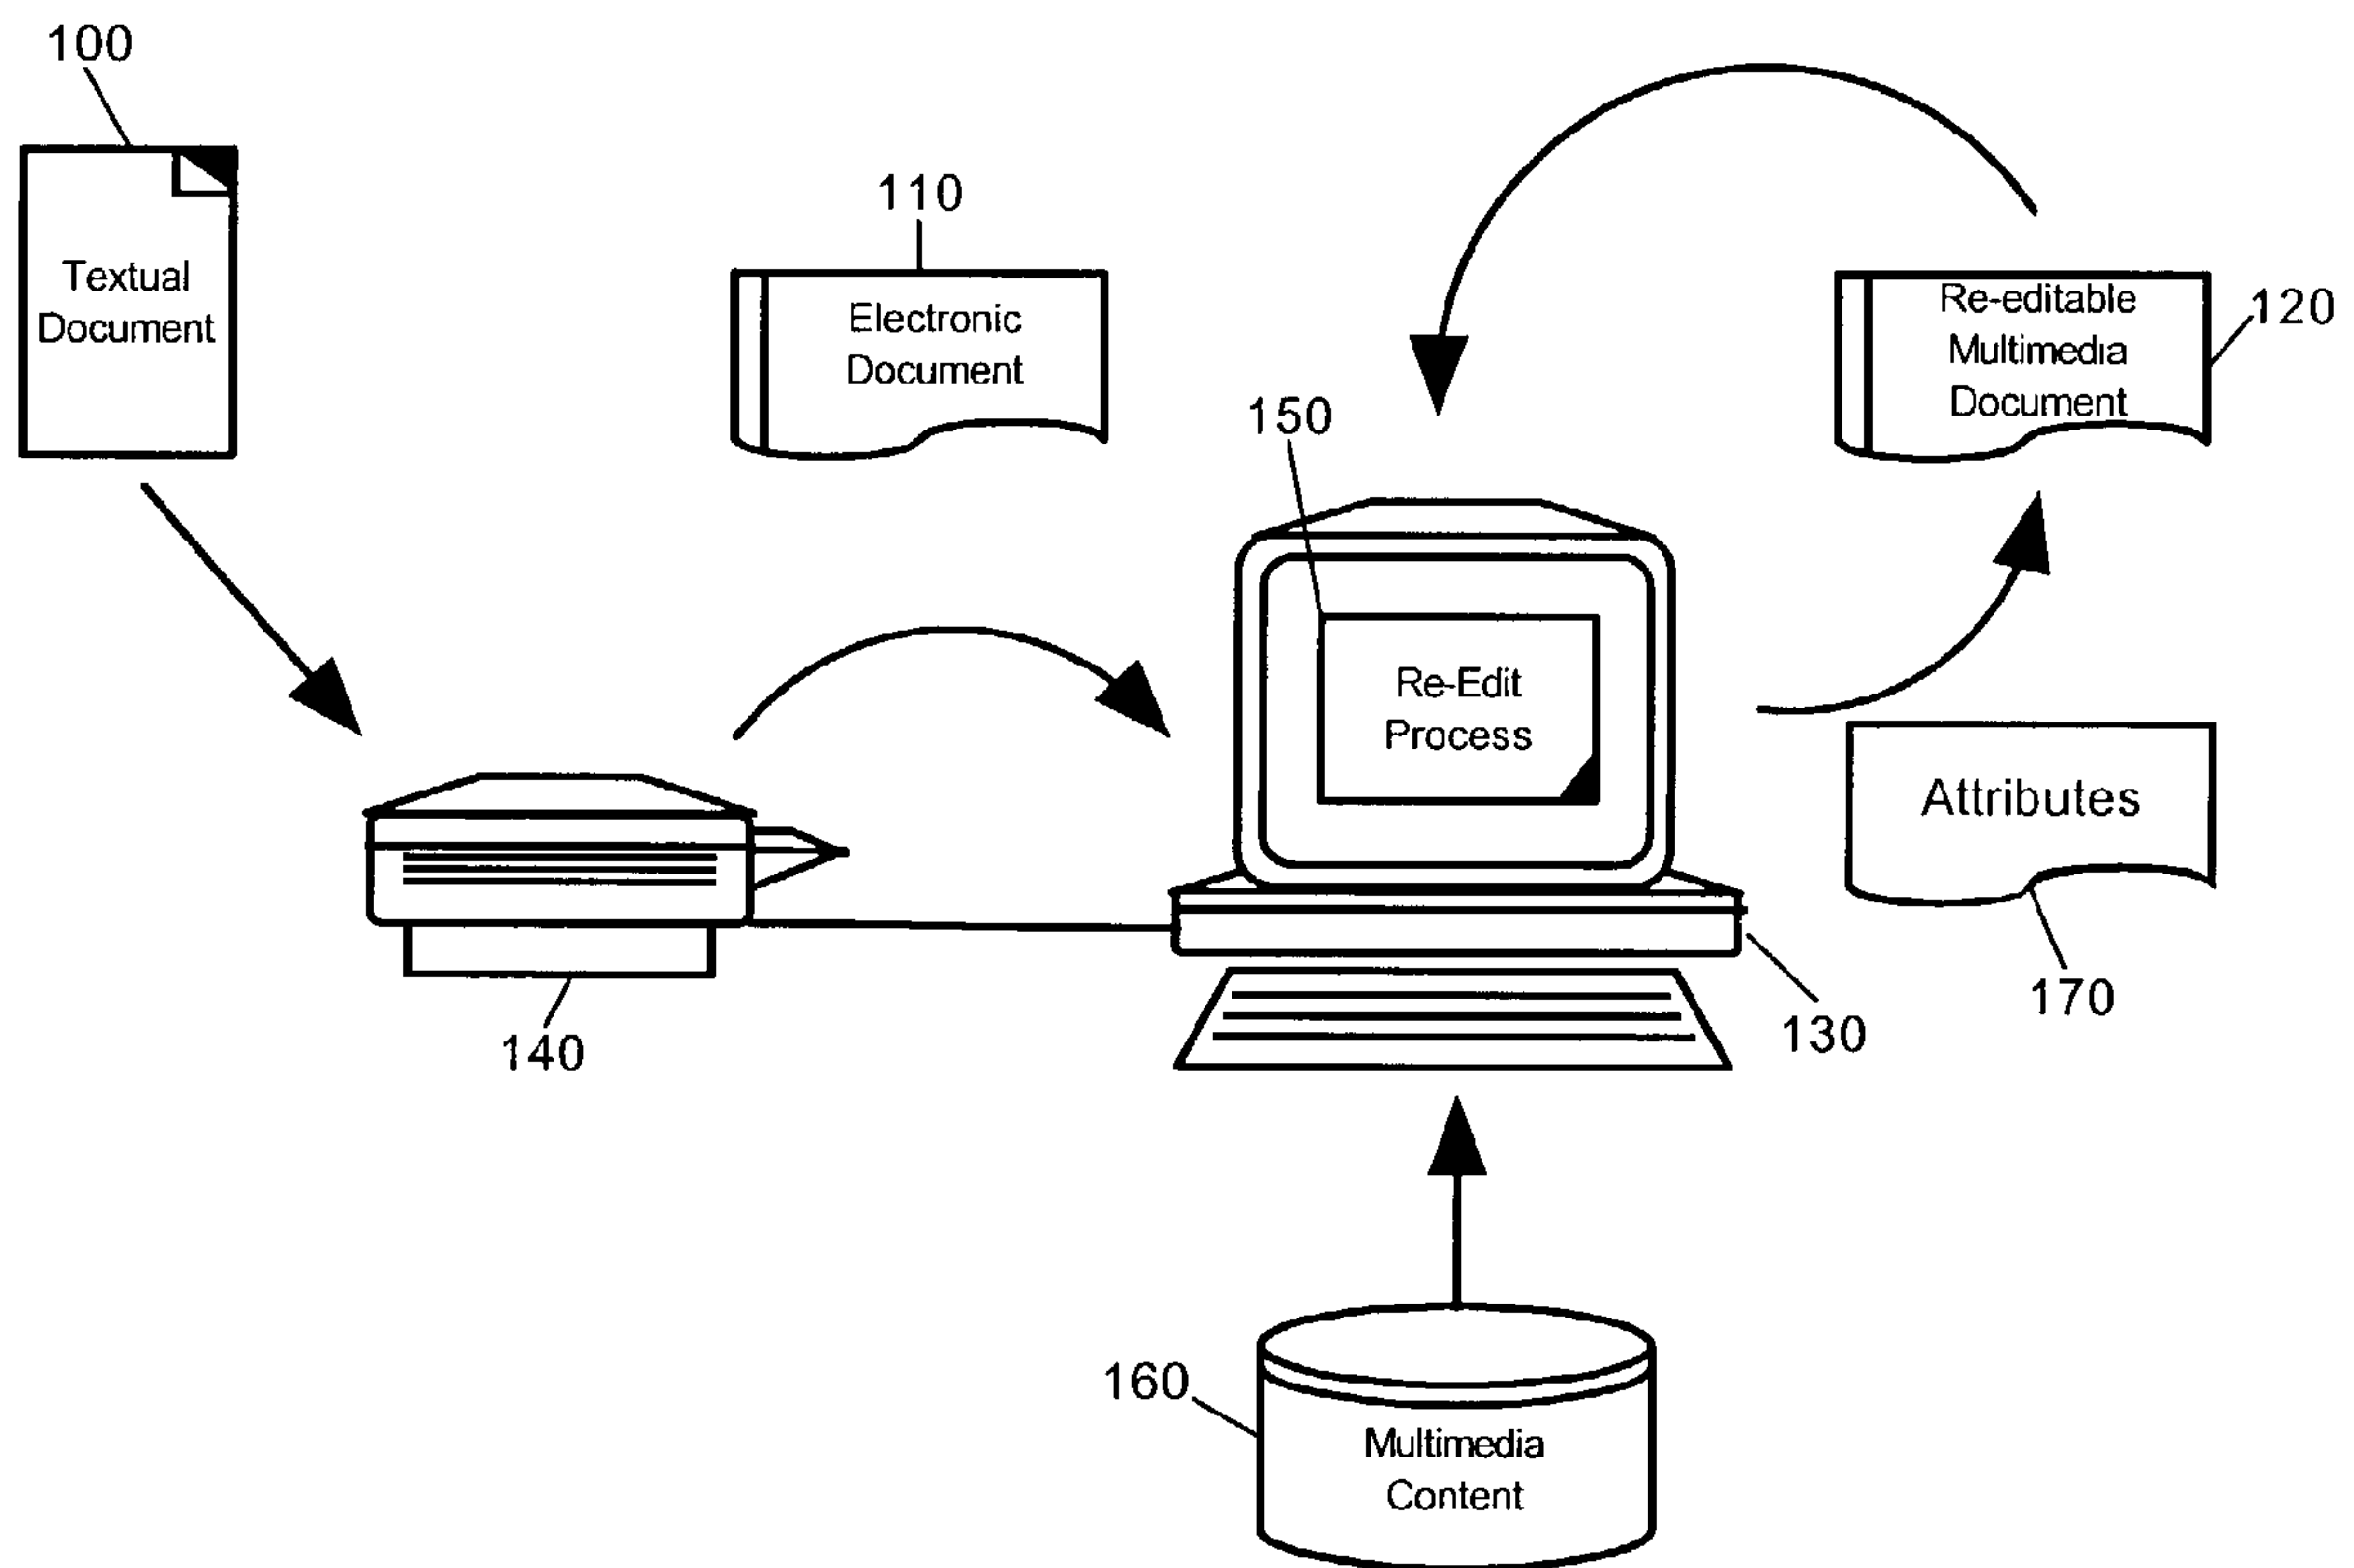 100
Textual
Document
110
Electronic
Document
120
Re-editable
Multimedia
Document
150
Re-Edit
Process
Attributes
170
130
140
160
Multimedia
Content